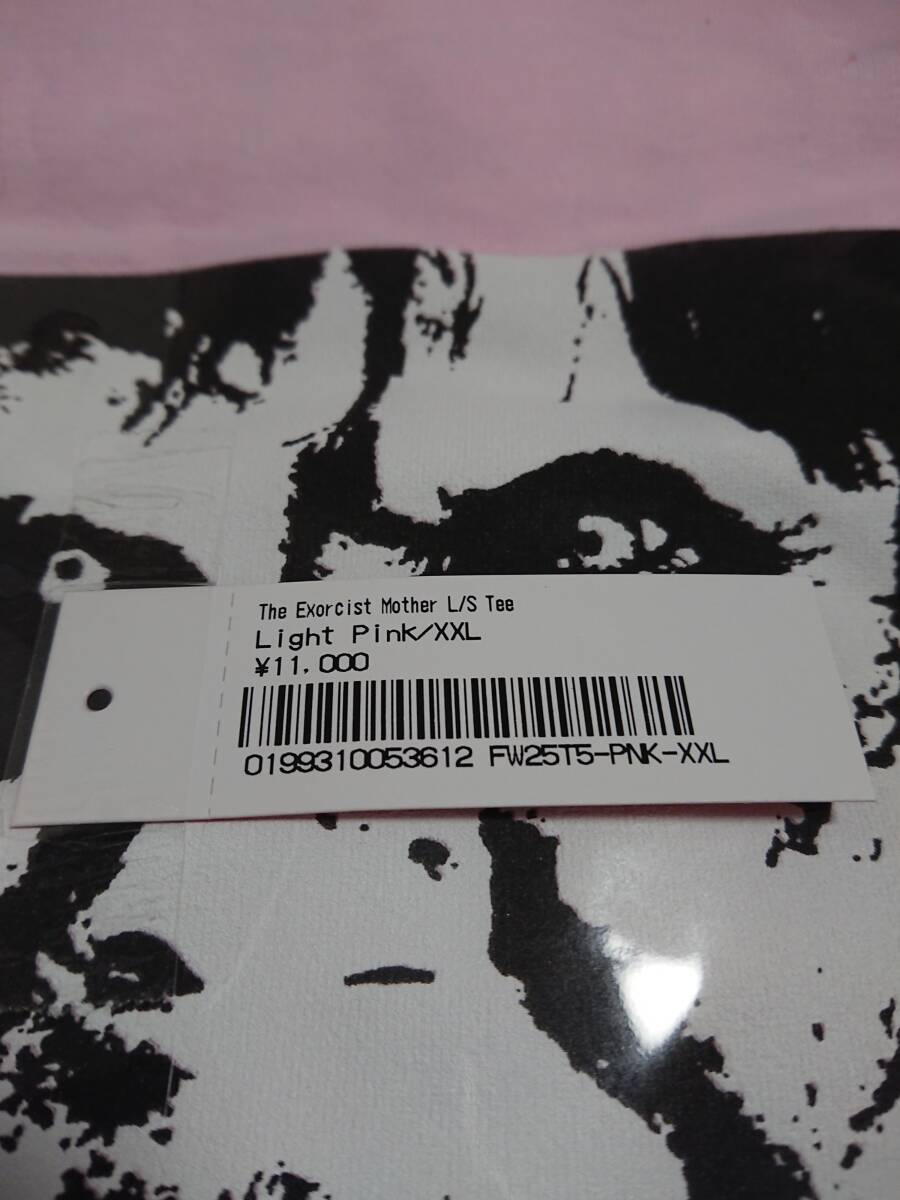 The Exorcist Mother L/S Tee
Light Pink/XXL
¥11,000
0199310053612 FW25T5-PNK-XXL